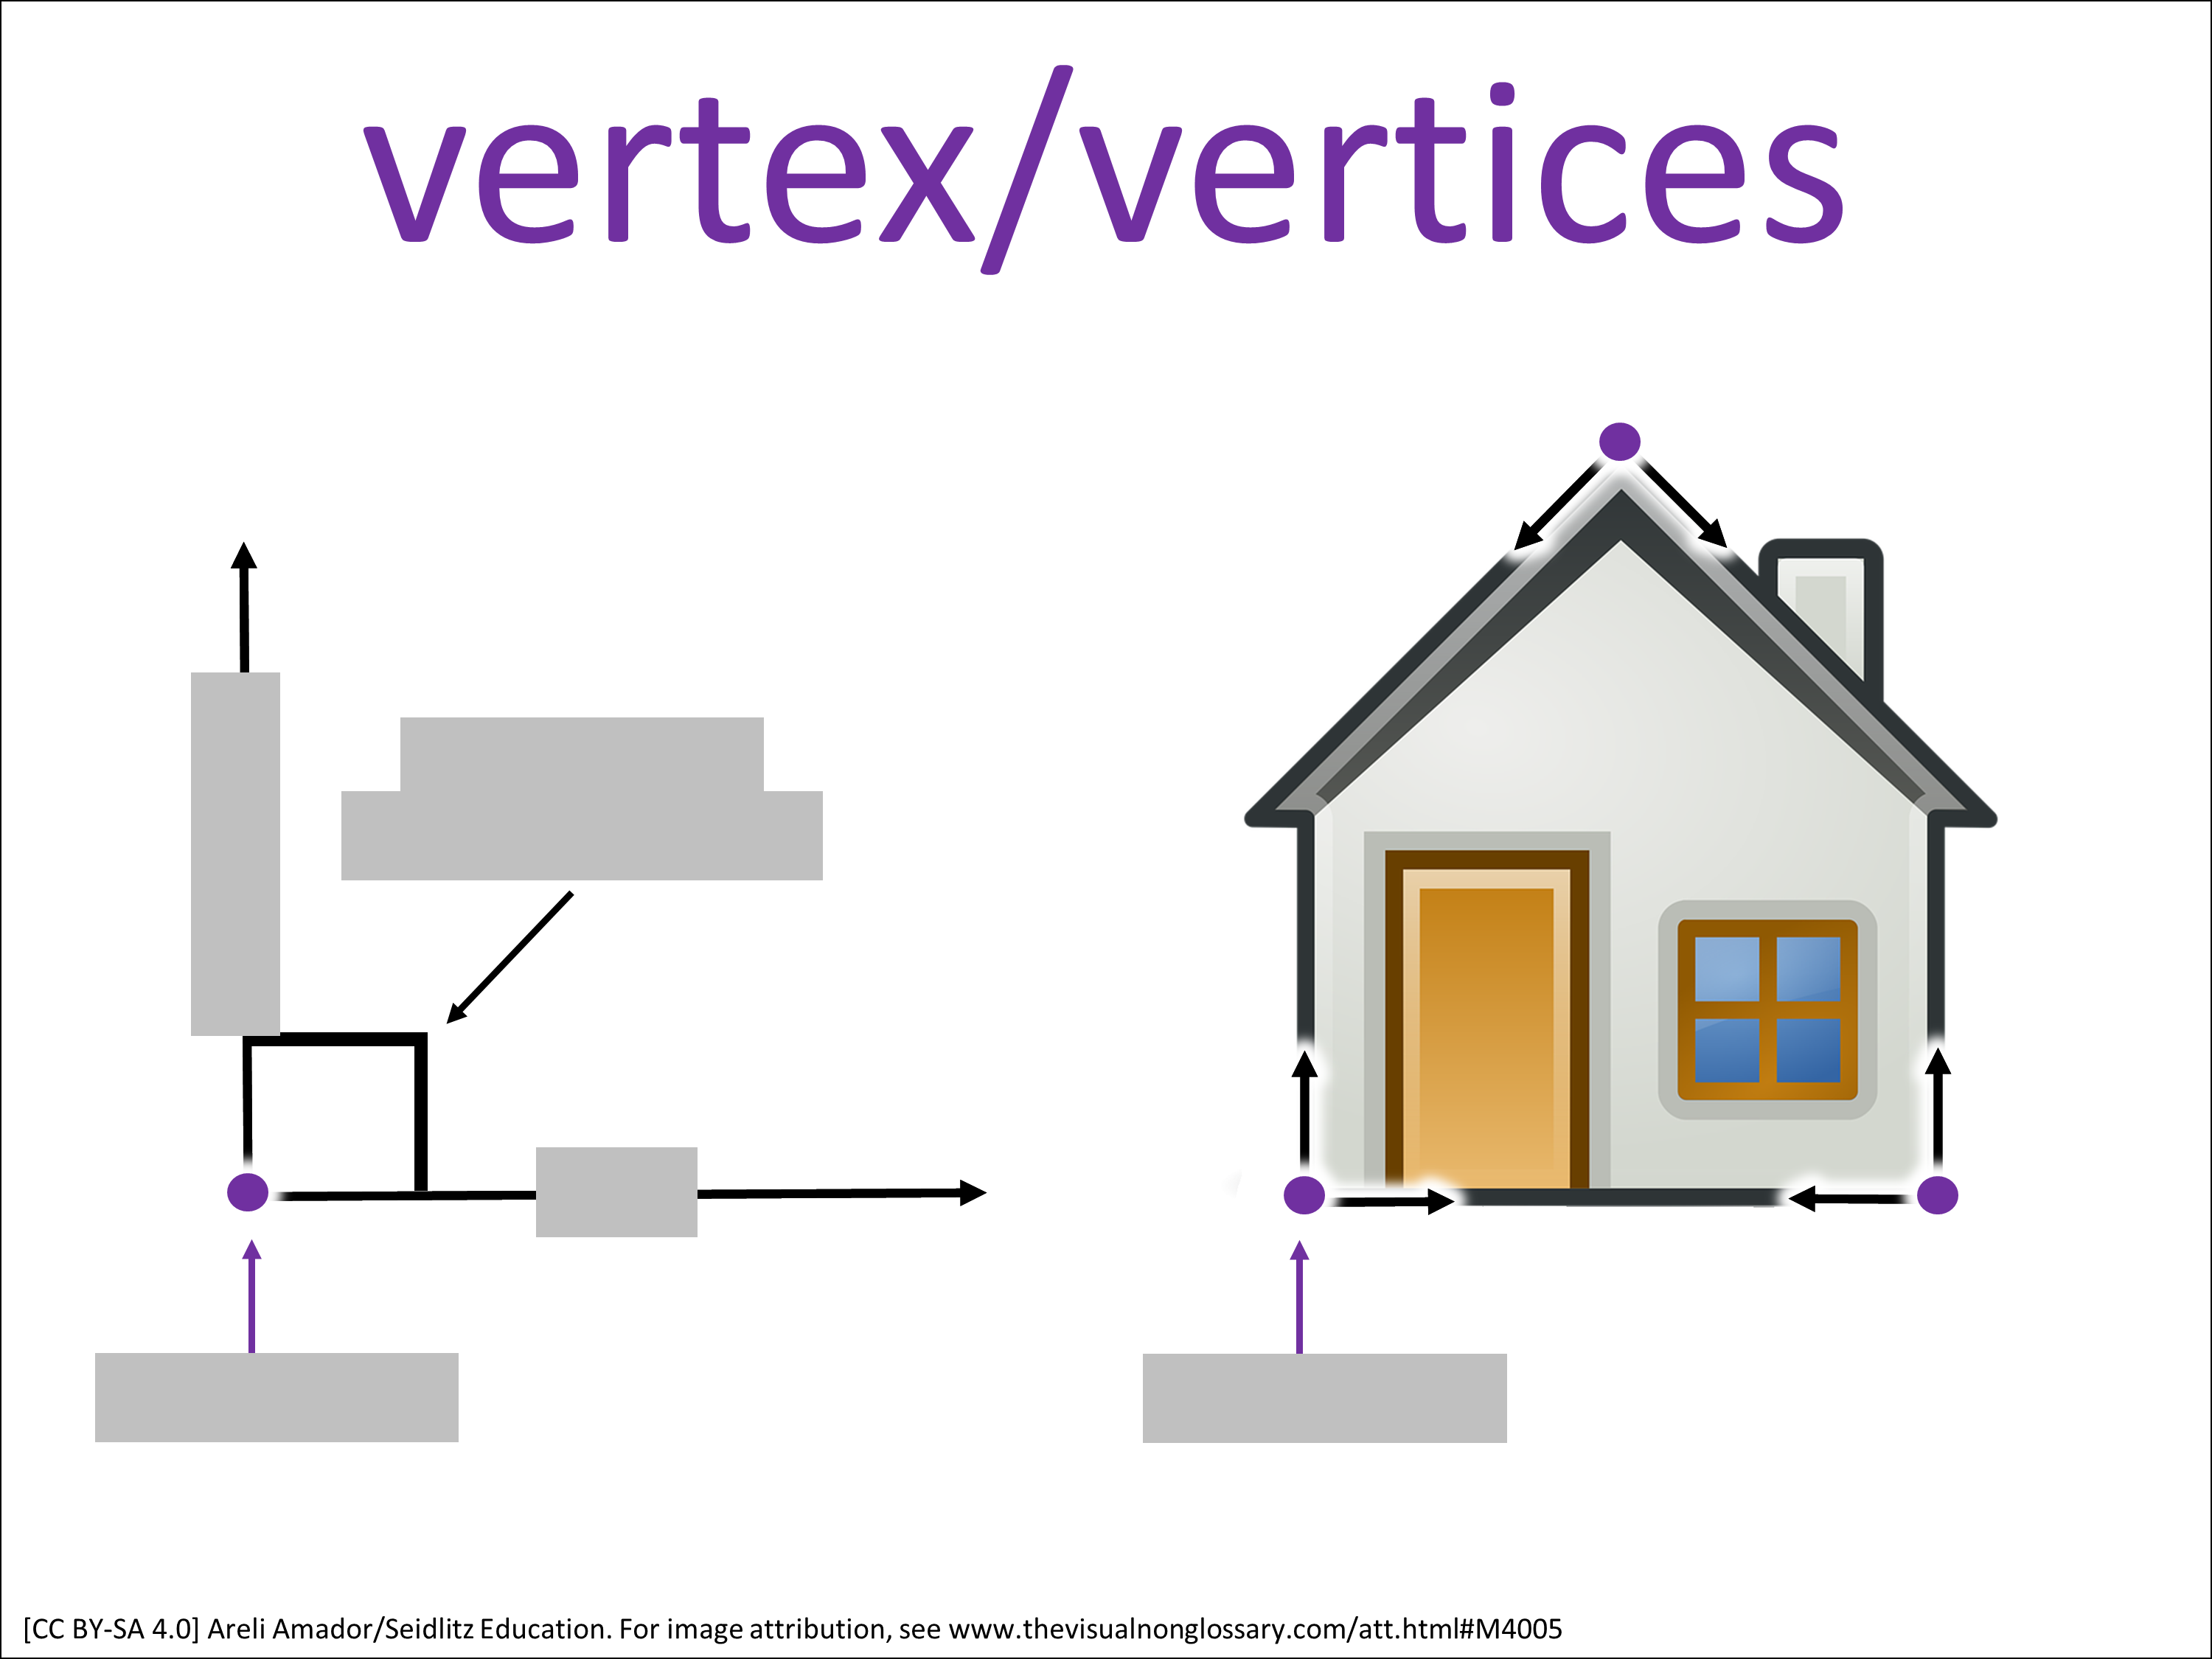 vertex/vertices
[CC BY-SA 4.0] Areli Amador/Seidlitz Education. For image attribution, see www.thevisualnonglossary.com/att.html#M4005